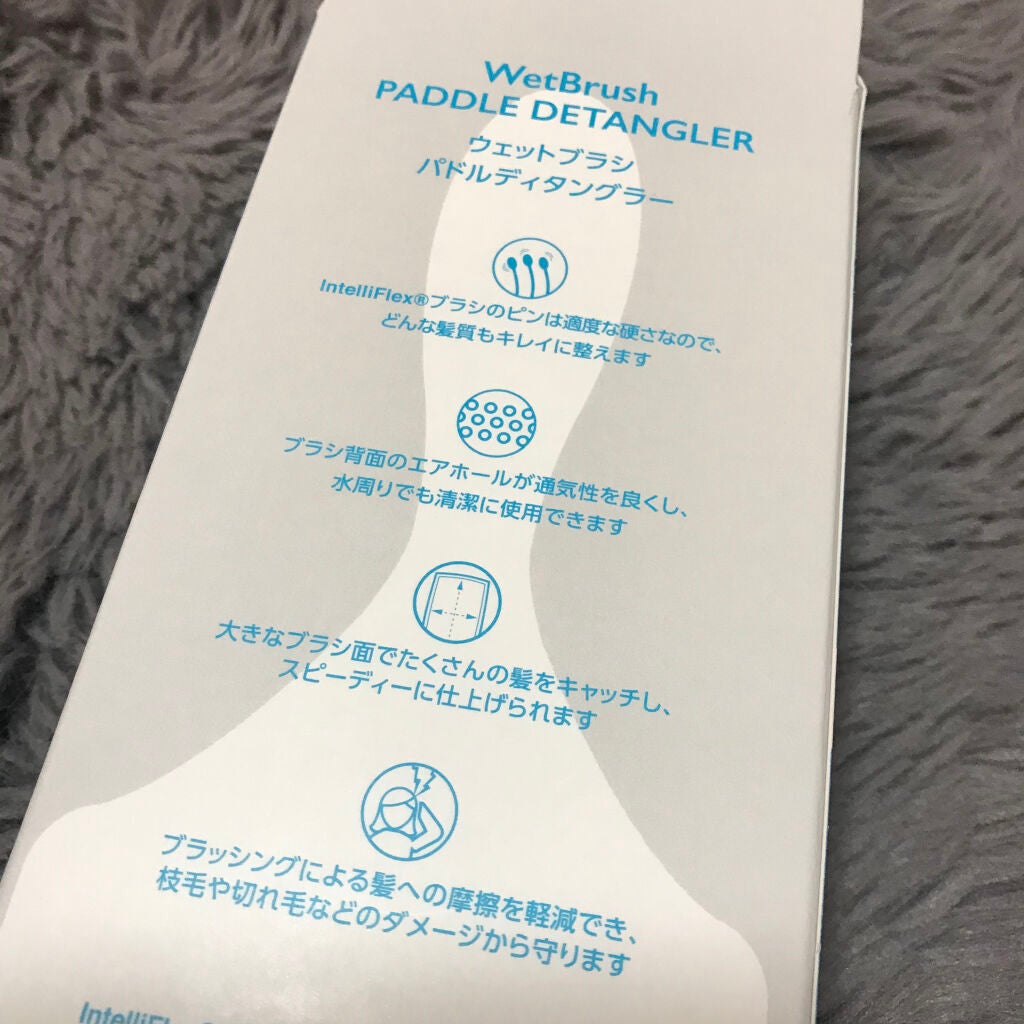 WetBrush
PADDLE DETANGLER
ウェットブラシ
パドルディタングラー
IntelliFlex®ブラシのピンは適度な硬さなので、
どんな髪質もキレイに整えます
ブラシ背面のエアホールが通気性を良くし、
水周りでも清潔に使用できます
大きなブラシ面でたくさんの髪をキャッチし、
スピーディーに仕上げられます
ブラッシングによる髪への摩擦を軽減でき、
枝毛や切れ毛などのダメージから守ります